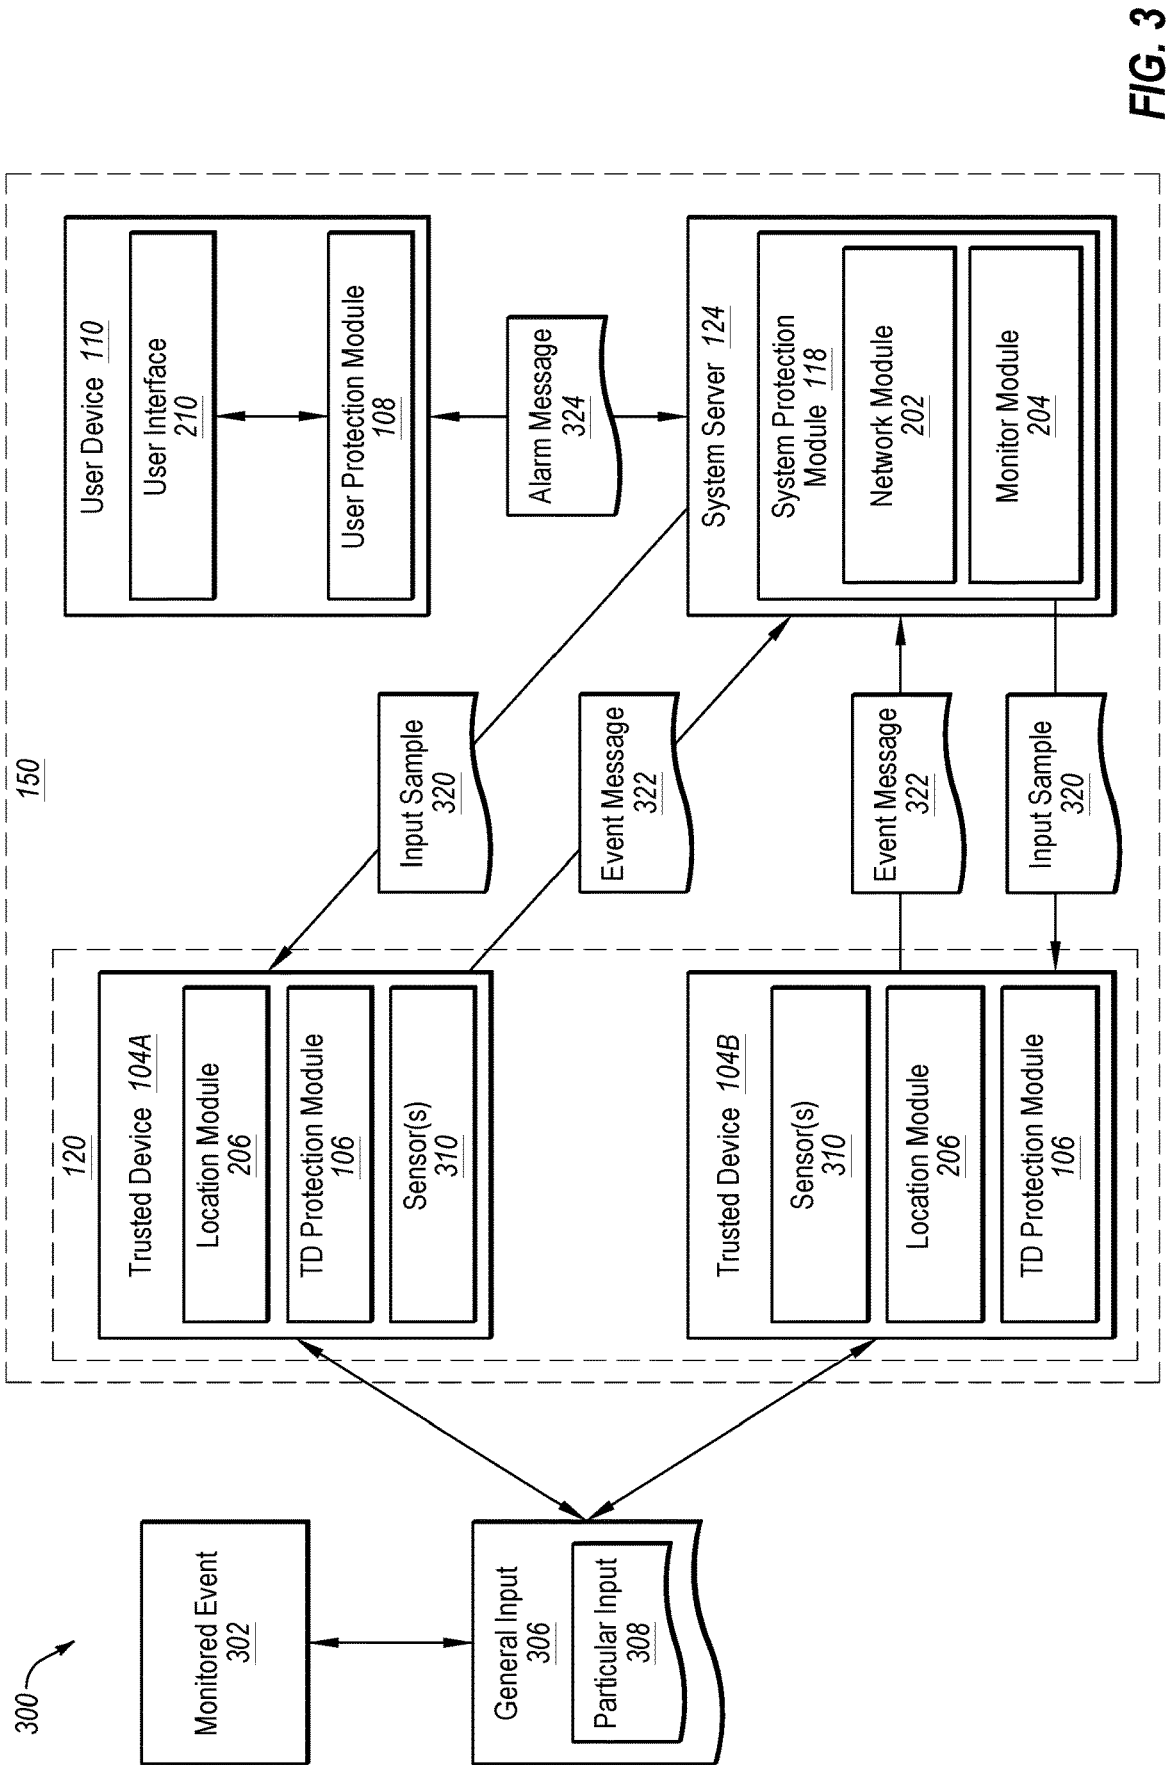 300
Monitored Event
302
General Input
306
Particular Input
308
150
120
Trusted Device 104A
Location Module
206
TD Protection Module
106
Sensor(s)
310
Trusted Device 104B
Sensor(s)
310
Location Module
206
TD Protection Module
106
Input Sample
320
Event Message
322
Event Message
322
Input Sample
320
User Device 110
User Interface
210
User Protection Module
108
Alarm Message
324
System Server 124
System Protection
Module 118
Network Module
202
Monitor Module
204
FIG. 3